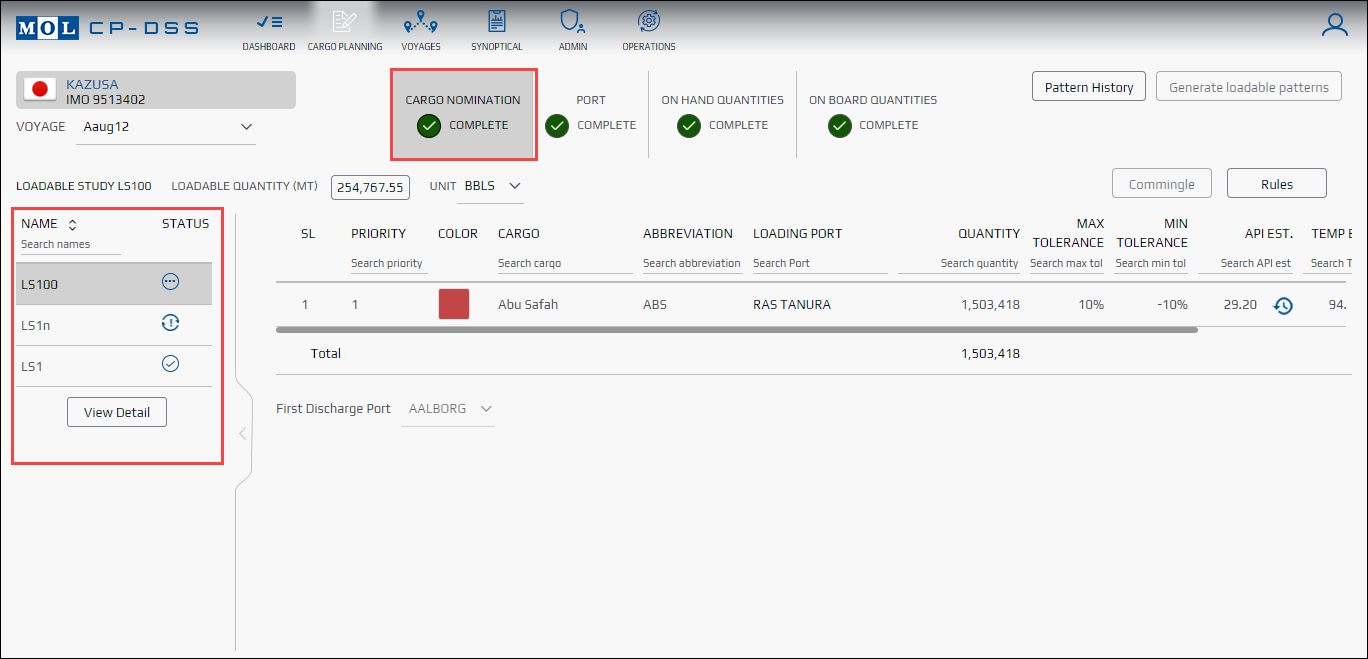 MOL CP-DSS
DASHBOARD CARGO PLANNING VOYAGES SYNOPTICAL ADMIN OPERATIONS
KAZUSA
IMO 9513402
VOYAGE Aaug12
CARGO NOMINATION PORT ON HAND QUANTITIES ON BOARD QUANTITIES
COMPLETE COMPLETE COMPLETE COMPLETE
Pattern History Generate loadable patterns
LOADABLE STUDY LS100 LOADABLE QUANTITY (MT) 254,767.55 UNIT BBLS Commingle Rules
NAME STATUS
Search names
LS100
LS1n
LS1
View Detail
SL PRIORITY COLOR CARGO ABBREVIATION LOADING PORT QUANTITY MAX TOLERANCE MIN TOLERANCE API EST. TEMP E
Search priority Search cargo Search abbreviation Search Port Search quantity Search max tol Search min tol Search API est Search T
1 1 Abu Safah ABS RAS TANURA 1,503,418 10% -10% 29.20 94.
Total 1,503,418
First Discharge Port AALBORG